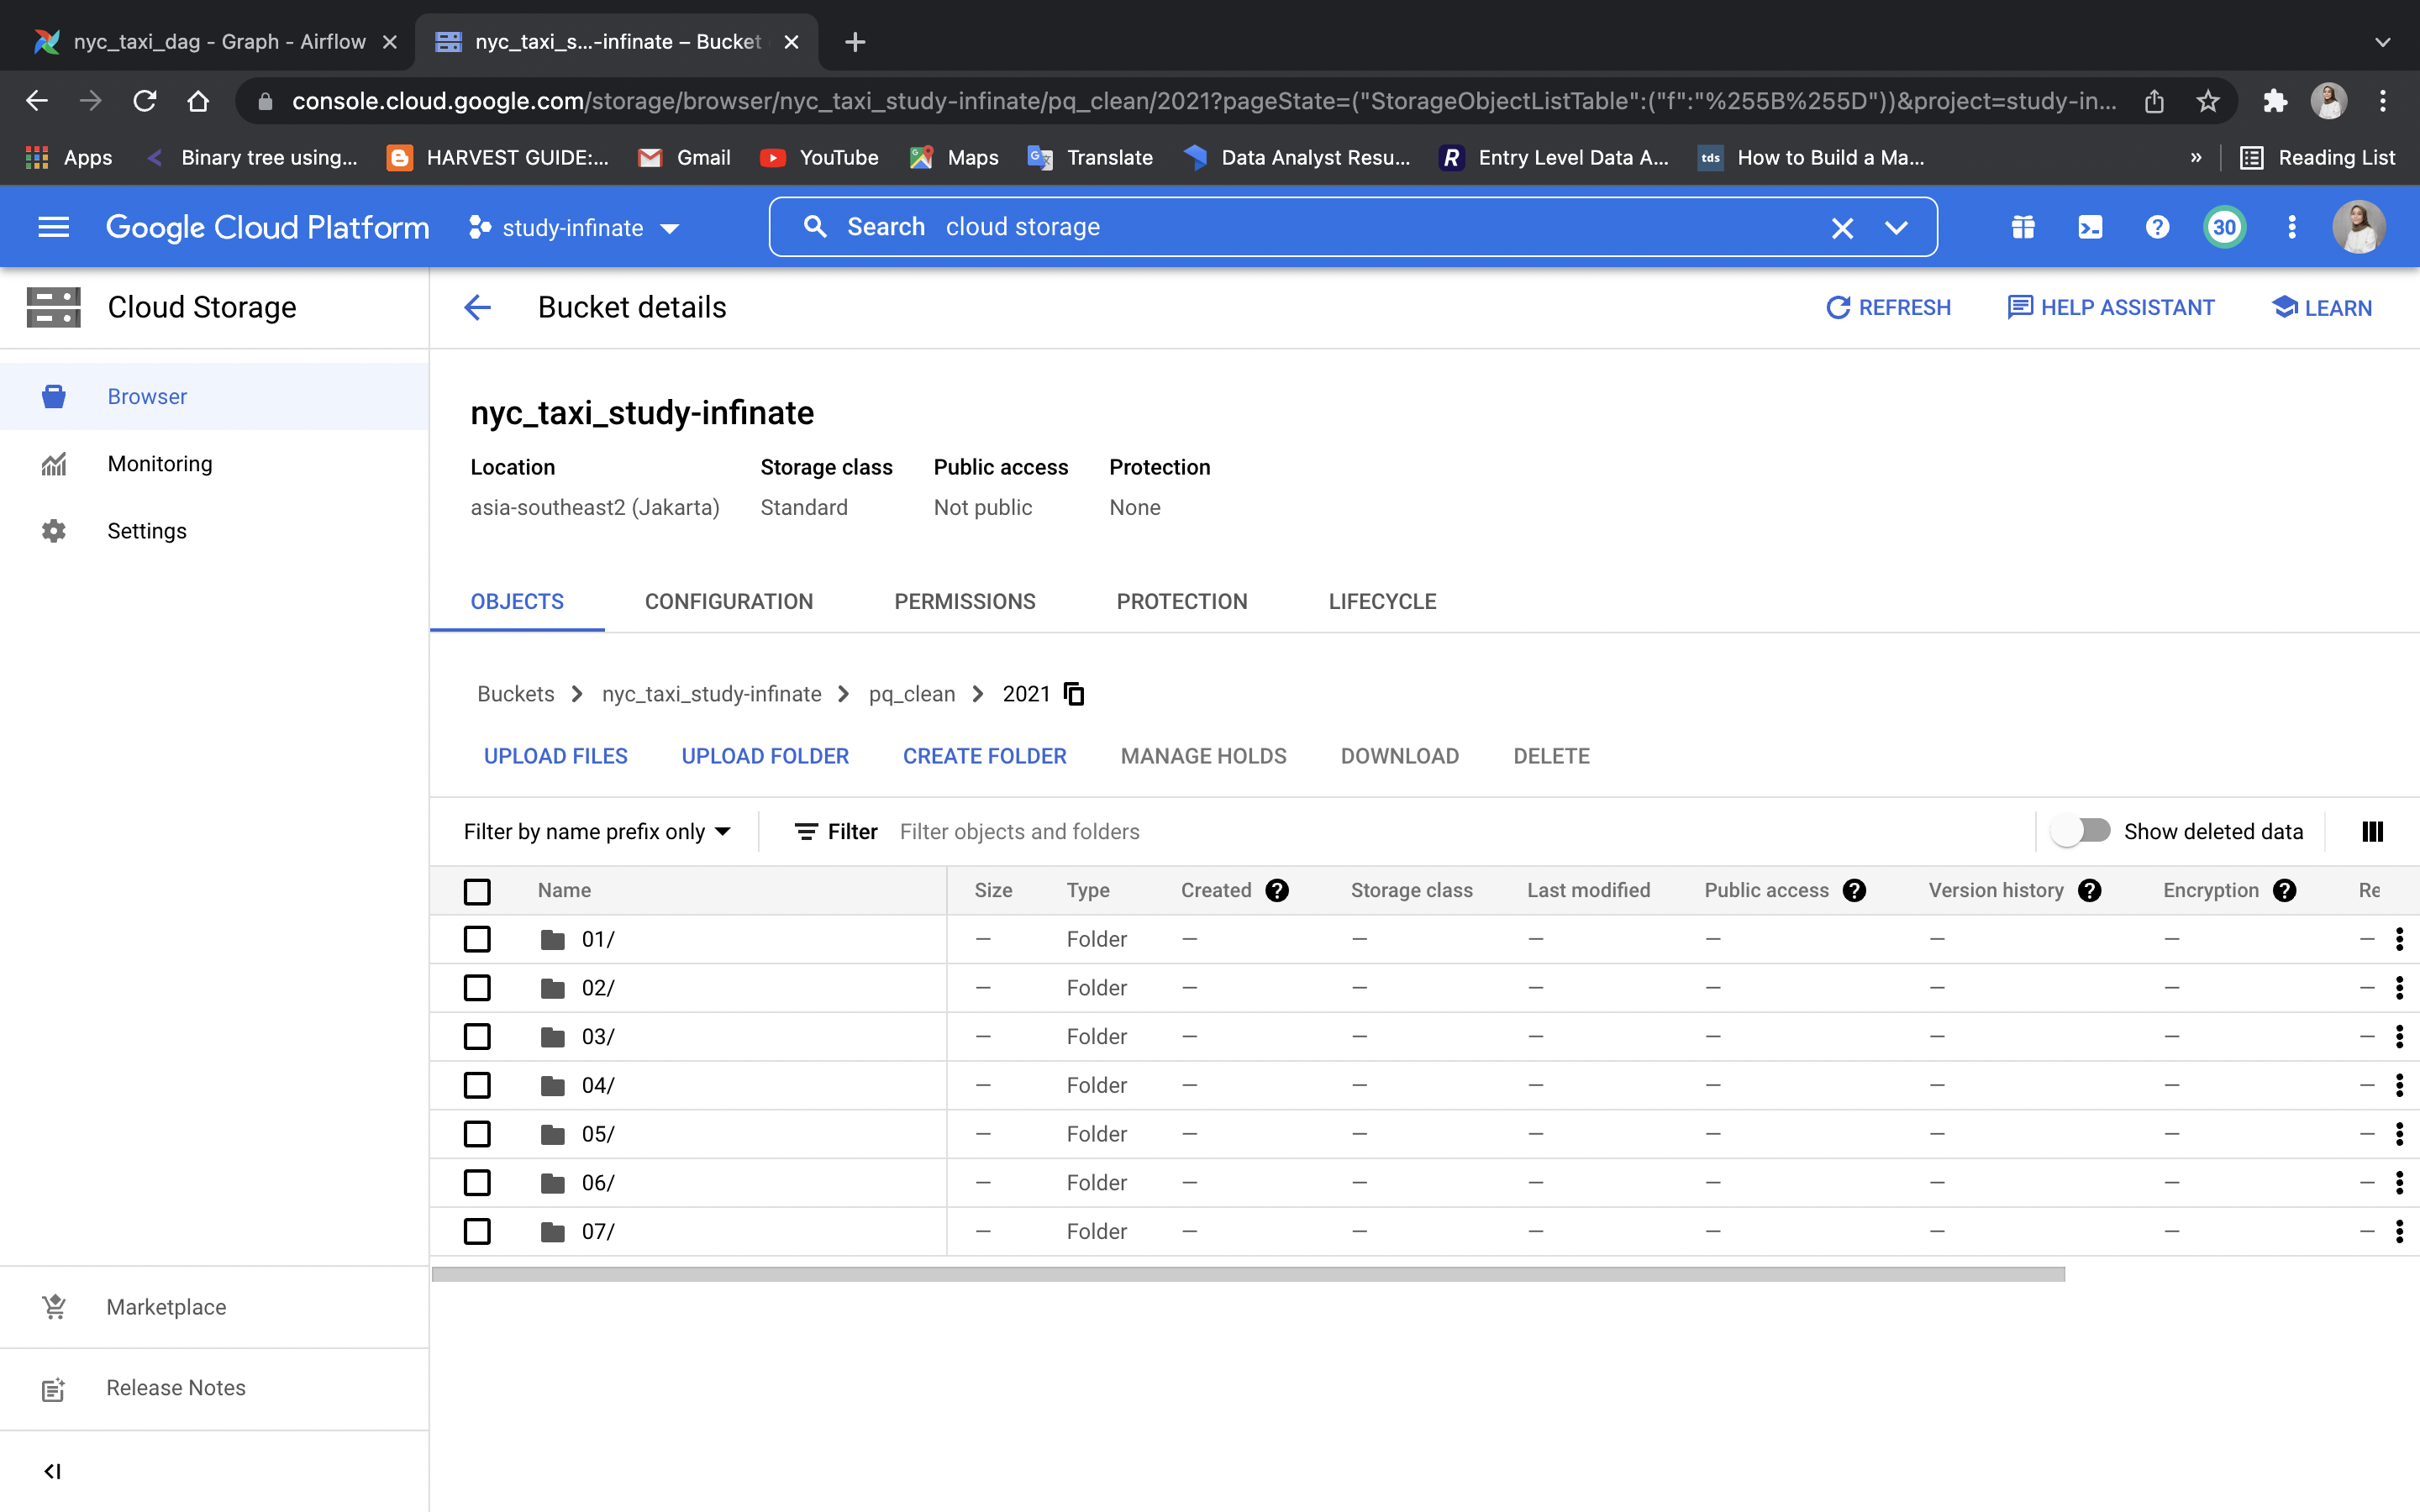 nyc_taxi_dag - Graph - Airflow
nyc_taxi_s...-infinate – Bucket
console.cloud.google.com/storage/browser/nyc_taxi_study-infinate/pq_clean/2021?pageState=("StorageObjectListTable":("f":"%255B%255D"))&project=study-in...
Apps
Binary tree using...
HARVEST GUIDE:...
Gmail
YouTube
Maps
Translate
Data Analyst Resu...
R
Entry Level Data A...
tds
How to Build a Ma...
»
Reading List
Google Cloud Platform
study-infinate
Search cloud storage
30
Cloud Storage
Bucket details
REFRESH
HELP ASSISTANT
LEARN
Browser
Monitoring
Settings
nyc_taxi_study-infinate
Location Storage class Public access Protection
asia-southeast2 (Jakarta) Standard Not public None
OBJECTS CONFIGURATION PERMISSIONS PROTECTION LIFECYCLE
Buckets > nyc_taxi_study-infinate > pq_clean > 2021
UPLOAD FILES UPLOAD FOLDER CREATE FOLDER MANAGE HOLDS DOWNLOAD DELETE
Filter by name prefix only Filter Filter objects and folders Show deleted data
Name Size Type Created Storage class Last modified Public access Version history Encryption Re
01/ — Folder — — — — — — —
02/ — Folder — — — — — — —
03/ — Folder — — — — — — —
04/ — Folder — — — — — — —
05/ — Folder — — — — — — —
06/ — Folder — — — — — — —
07/ — Folder — — — — — — —
Marketplace
Release Notes